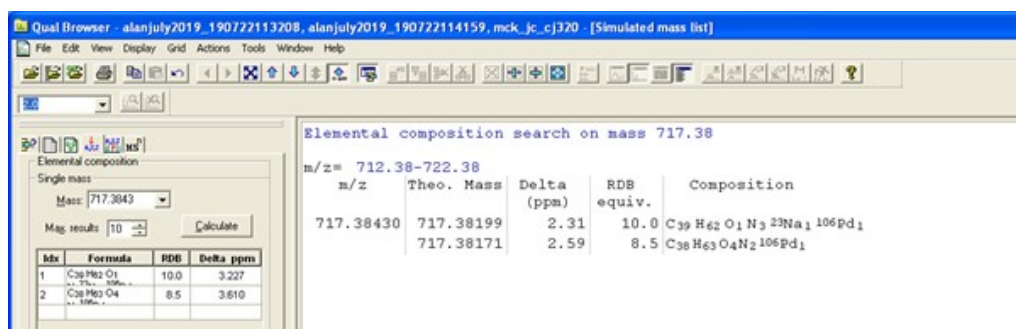 Qual Browser - alanjuly2019_190722113208, alanjuly2019_190722114159, mck_jc_cj320 - [Simulated mass list]
File Edit View Display Grid Actions Tools Window Help
2.0
Elemental composition
Single mass
Mass: 717.3843
Max. results 10 Calculate
Idx Formula RDB Delta ppm
1 C39 H62 O1 10.0 3.227
2 C38 H63 O4 8.5 3.610
Elemental composition search on mass 717.38
m/z= 712.38-722.38
m/z Theo. Mass Delta (ppm) RDB equiv. Composition
717.38430 717.38199 2.31 10.0 C39 H62 O1 N3 23Na1 106Pd1
717.38171 2.59 8.5 C38 H63 O4 N2 106Pd1